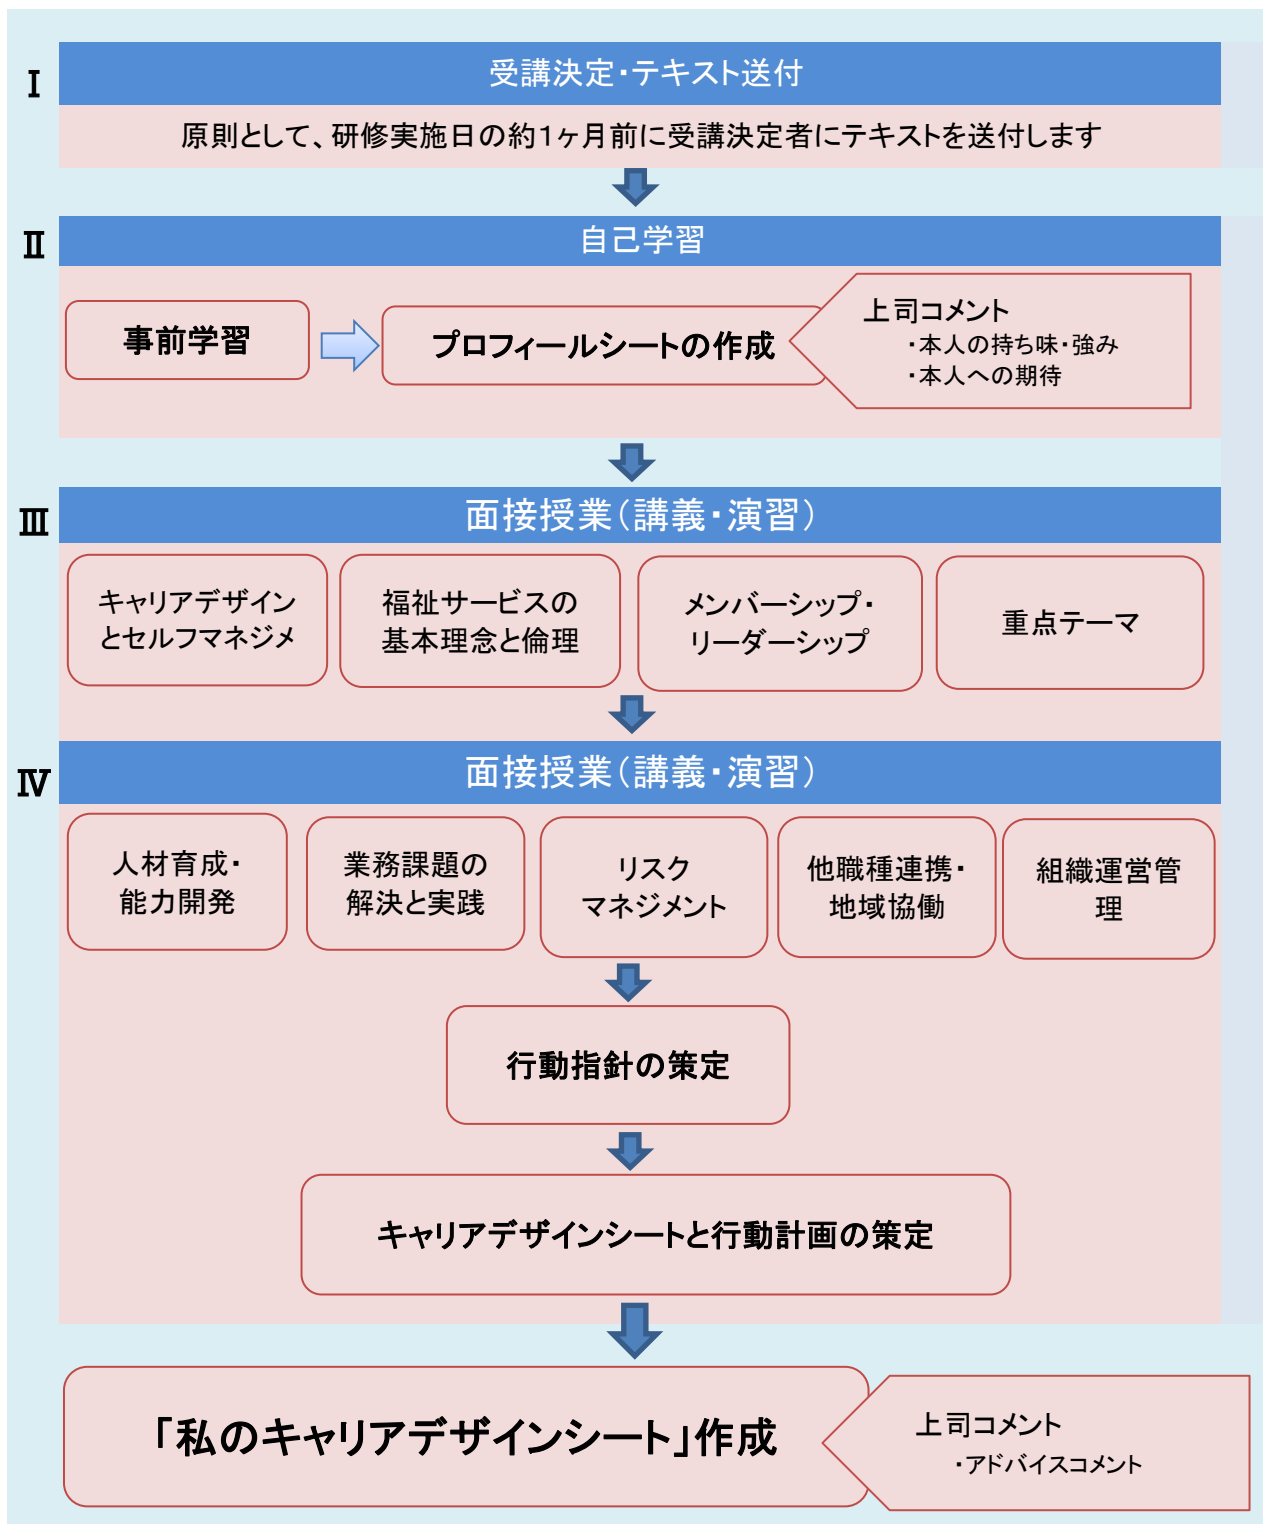 Ⅰ
受講決定・テキスト送付
原則として、研修実施日の約1ヶ月前に受講決定者にテキストを送付します
Ⅱ
自己学習
事前学習
プロフィールシートの作成
上司コメント
・本人の持ち味・強み
・本人への期待
Ⅲ
面接授業（講義・演習）
キャリアデザイン
とセルフマネジメ
福祉サービスの
基本理念と倫理
メンバーシップ・
リーダーシップ
重点テーマ
Ⅳ
面接授業（講義・演習）
人材育成・
能力開発
業務課題の
解決と実践
リスク
マネジメント
他職種連携・
地域協働
組織運営管
理
行動指針の策定
キャリアデザインシートと行動計画の策定
「私のキャリアデザインシート」作成
上司コメント
・アドバイスコメント